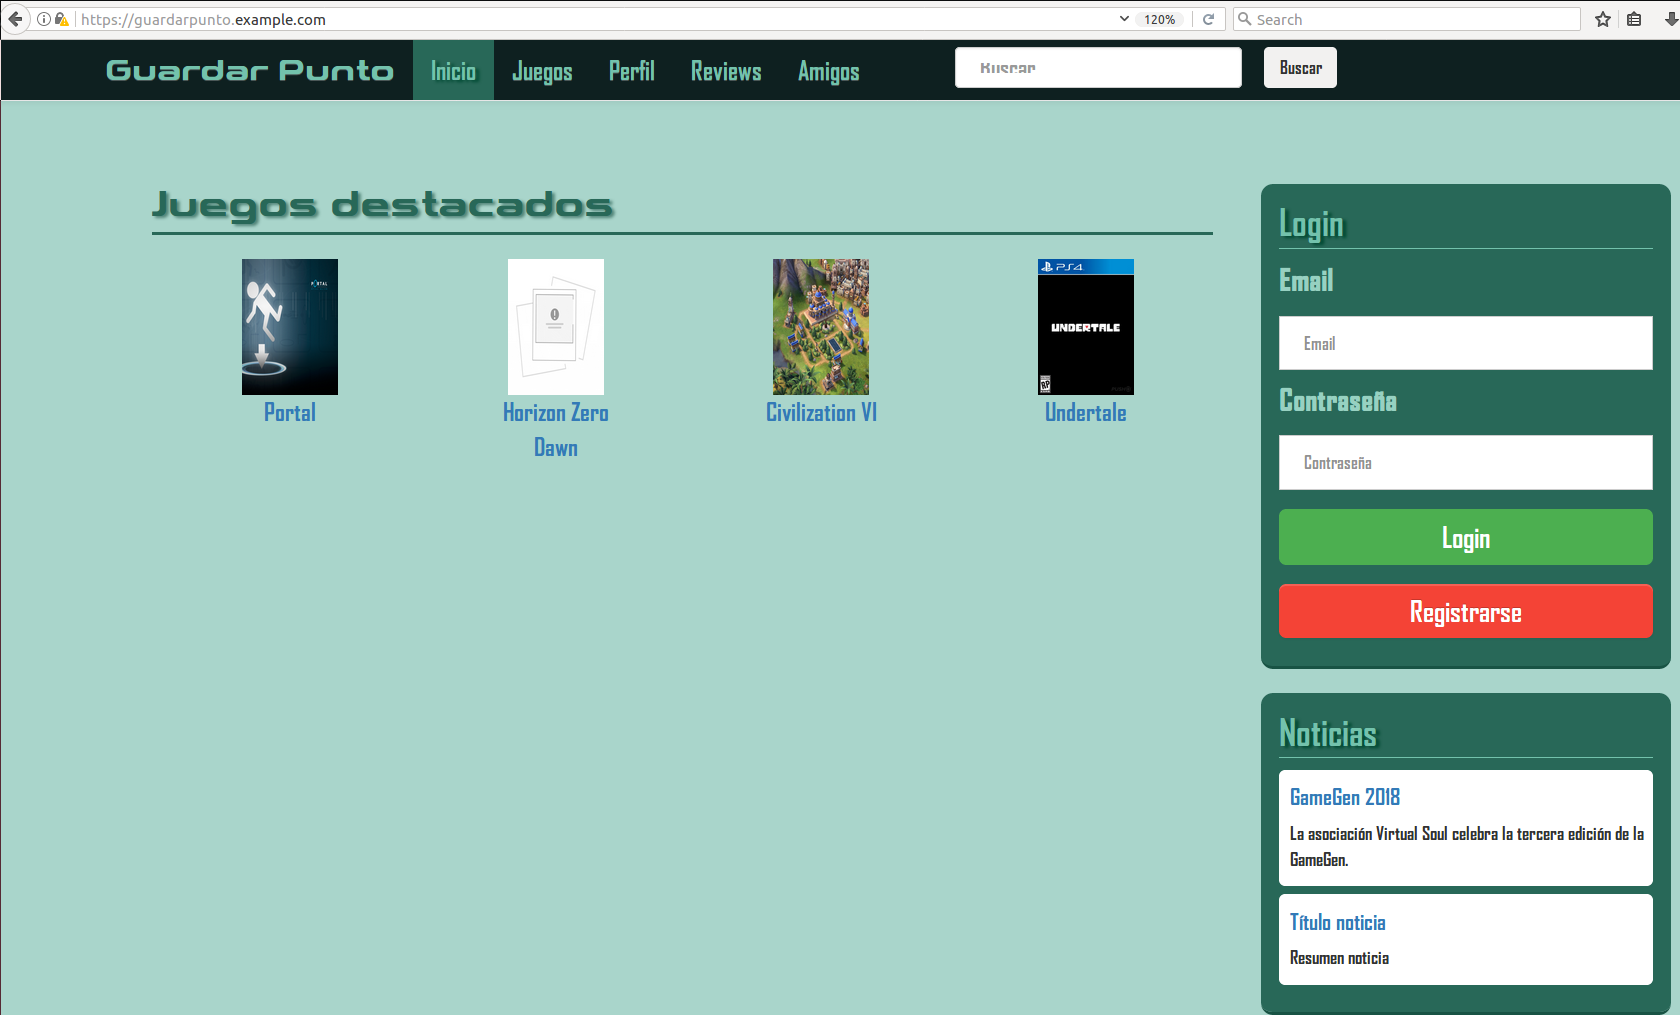 https://guardarpunto.example.com
120%
Search
Guardar Punto
Inicio
Juegos
Perfil
Reviews
Amigos
Buscar
Buscar
Juegos destacados
PORTAL
Portal
Horizon Zero
Dawn
Civilization VI
PS4
UNDERTALE
RP
Undertale
Login
Email
Email
Contraseña
Contraseña
Login
Registrarse
Noticias
GameGen 2018
La asociación Virtual Soul celebra la tercera edición de la
GameGen.
Título noticia
Resumen noticia